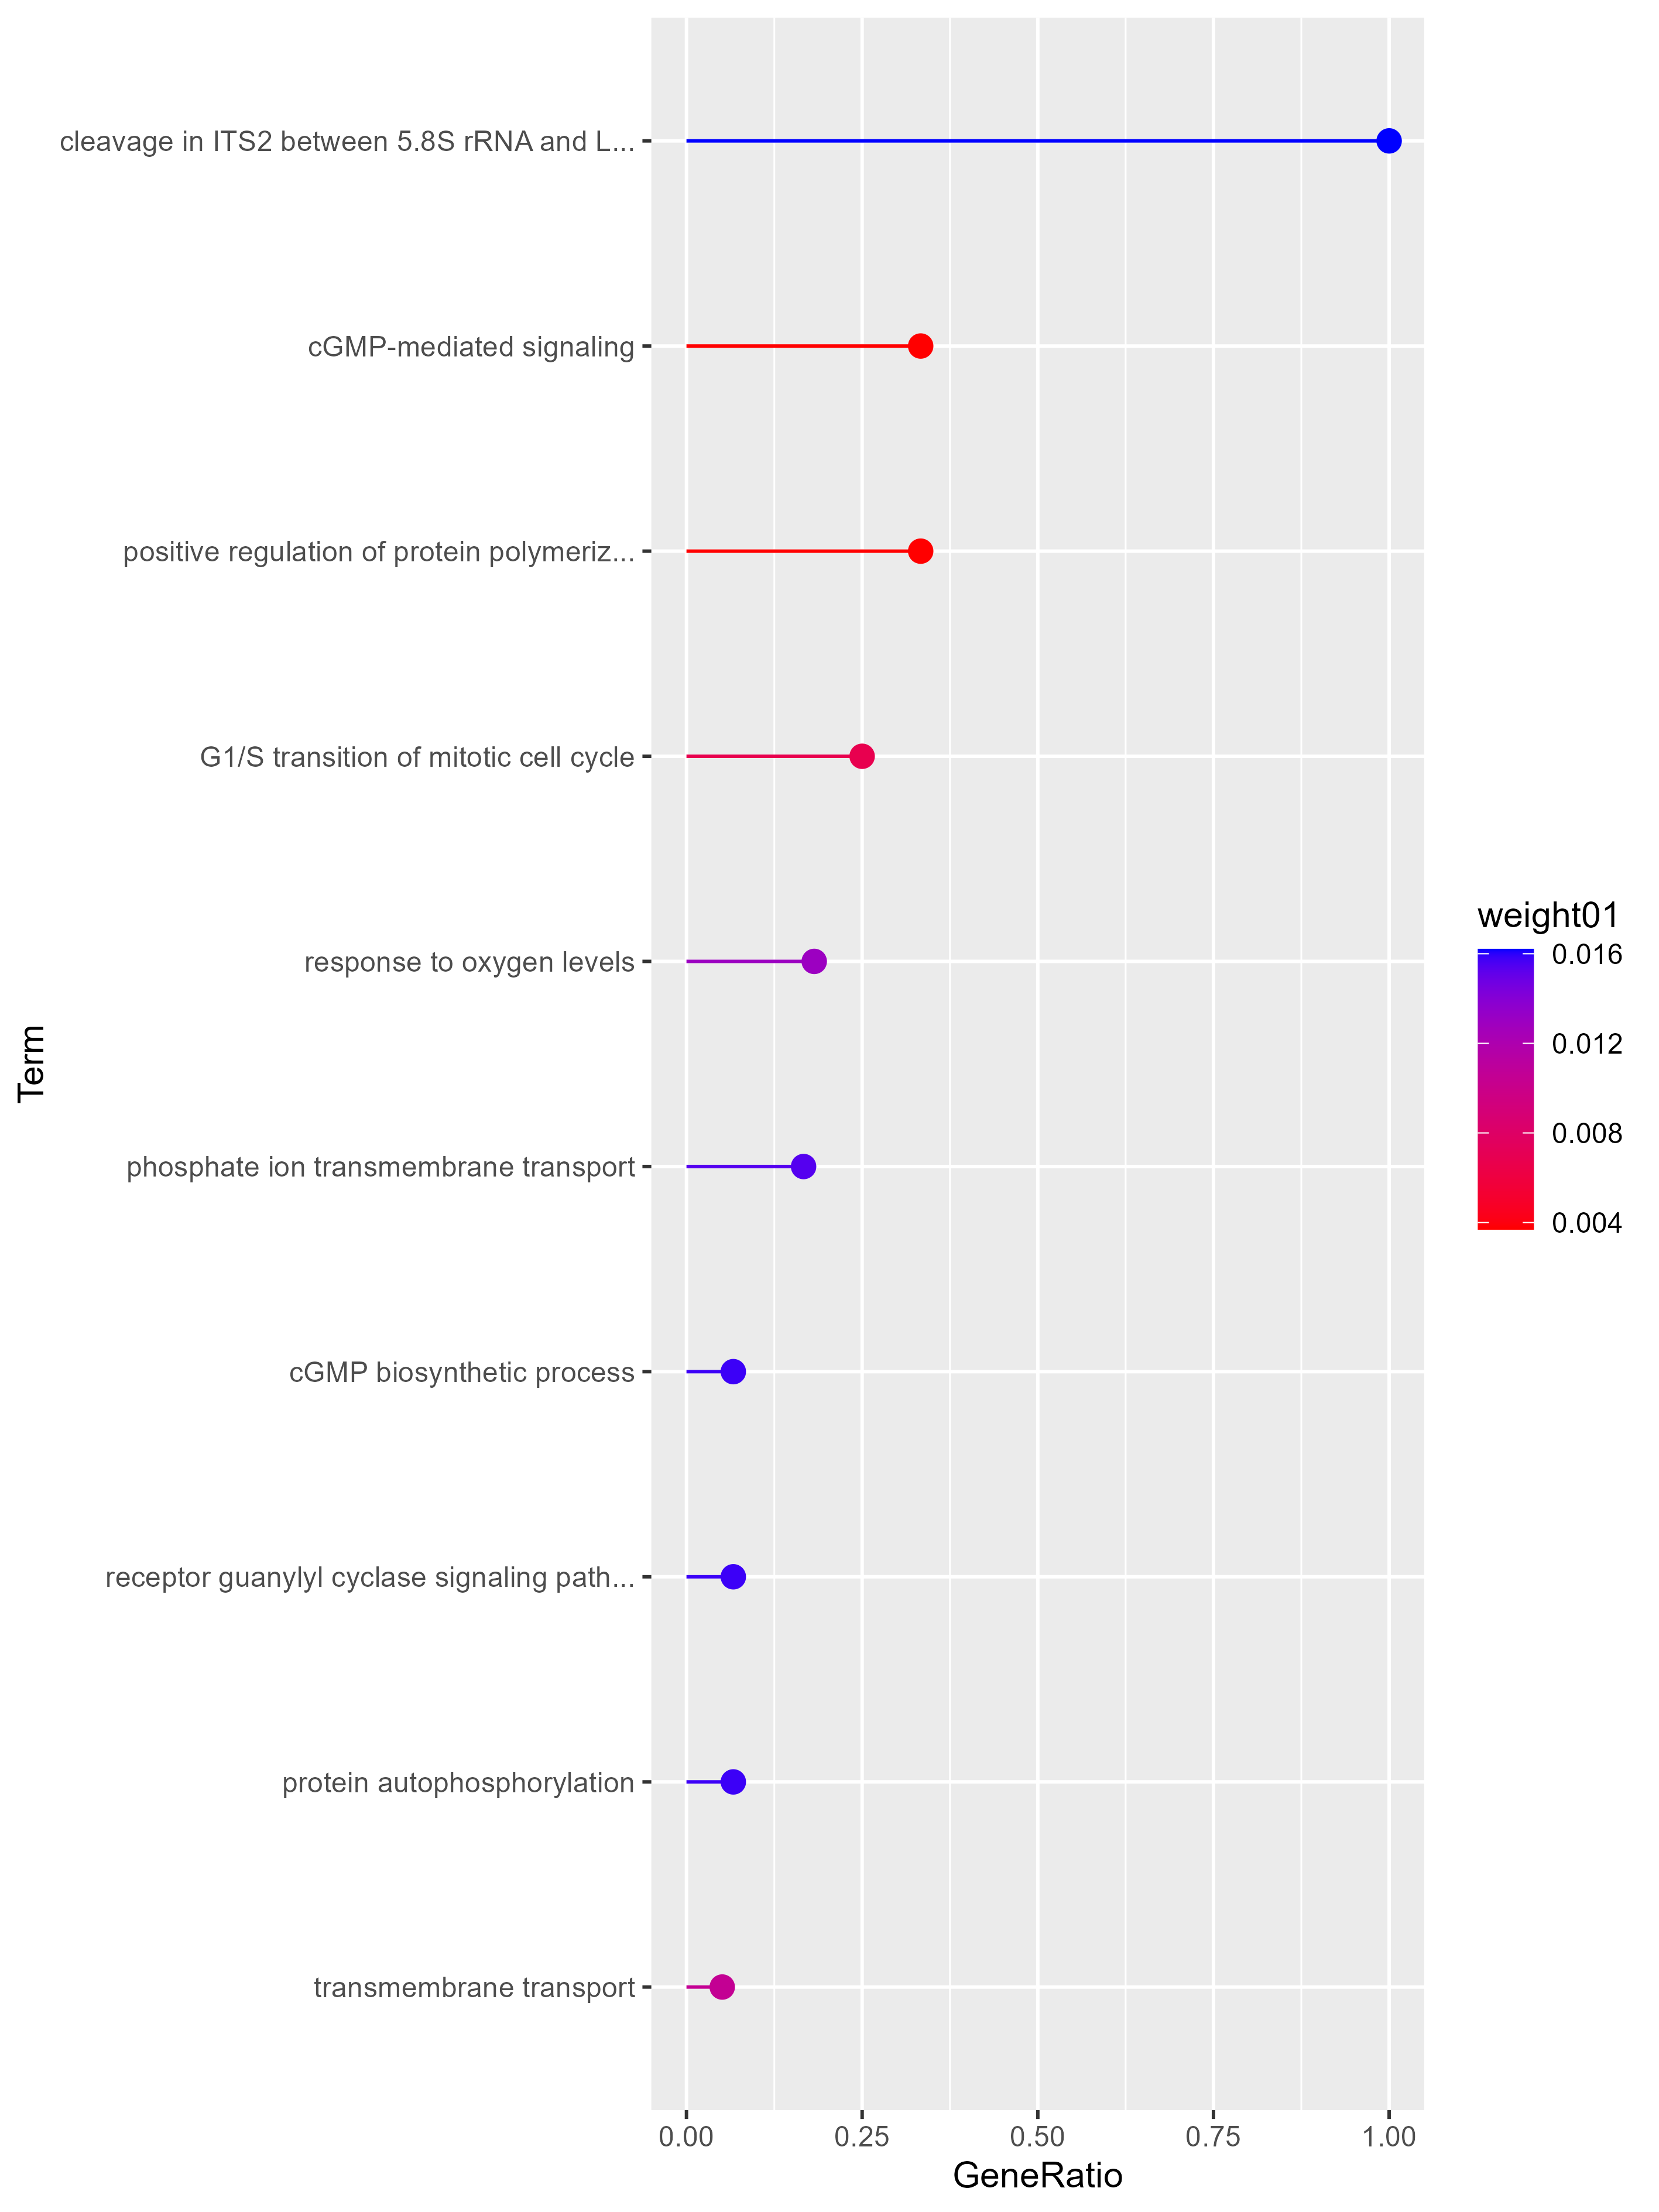 cleavage in ITS2 between 5.8S rRNA and L...
cGMP-mediated signaling
positive regulation of protein polymeriz...
G1/S transition of mitotic cell cycle
response to oxygen levels
phosphate ion transmembrane transport
cGMP biosynthetic process
receptor guanylyl cyclase signaling path...
protein autophosphorylation
transmembrane transport
Term
0.00 0.25 0.50 0.75 1.00
GeneRatio
weight01
0.016
0.012
0.008
0.004